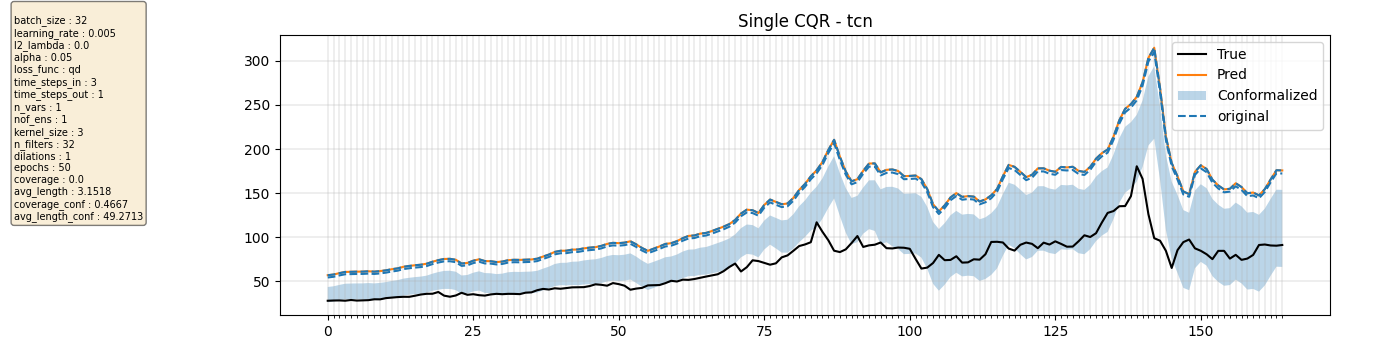 batch_size : 32
learning_rate : 0.005
l2_lambda : 0.0
alpha : 0.05
loss_func : qd
time_steps_in : 3
time_steps_out : 1
n_vars : 1
nof_ens : 1
kernel_size : 3
n_filters : 32
dilations : 1
epochs : 50
coverage : 0.0
avg_length : 3.1518
coverage_conf : 0.4667
avg_length_conf : 49.2713
Single CQR - tcn
300
250
200
150
100
50
0 25 50 75 100 125 150
True
Pred
Conformalized
original